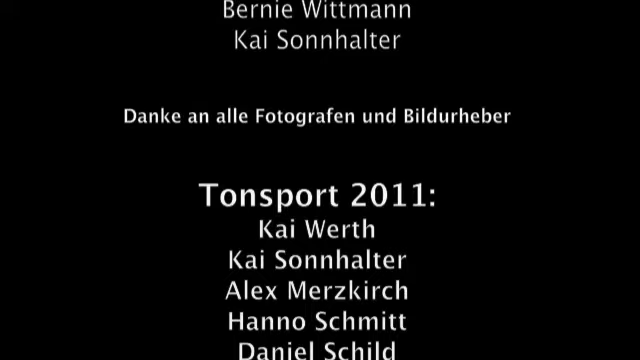 Bernie Wittmann
Kai Sonnhalter
Danke an alle Fotografen und Bildurheber
Tonsport 2011:
Kai Werth
Kai Sonnhalter
Alex Merzkirch
Hanno Schmitt
Daniel Schild